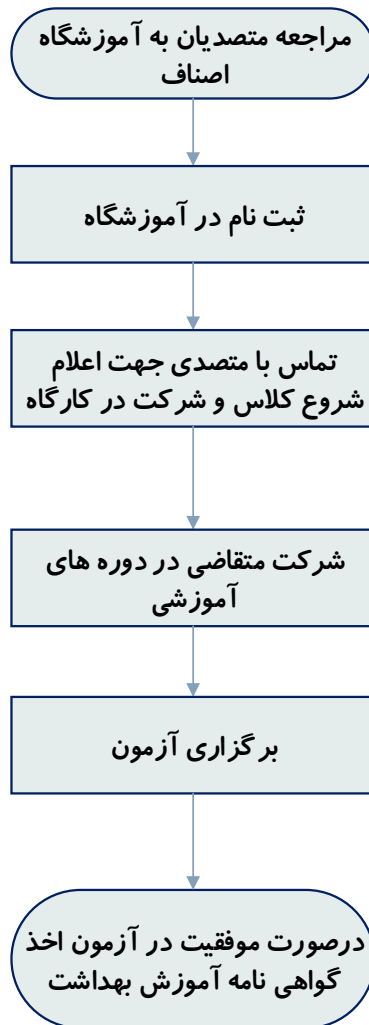 مراجعه متصدیان به آموزشگاه
اصناف
ثبت نام در آموزشگاه
تماس با متصدی جهت اعلام
شروع کلاس و شرکت در کارگاه
شرکت متقاضی در دوره های
آموزشی
برگزاری آزمون
درصورت موفقیت در آزمون اخذ
گواهی نامه آموزش بهداشت